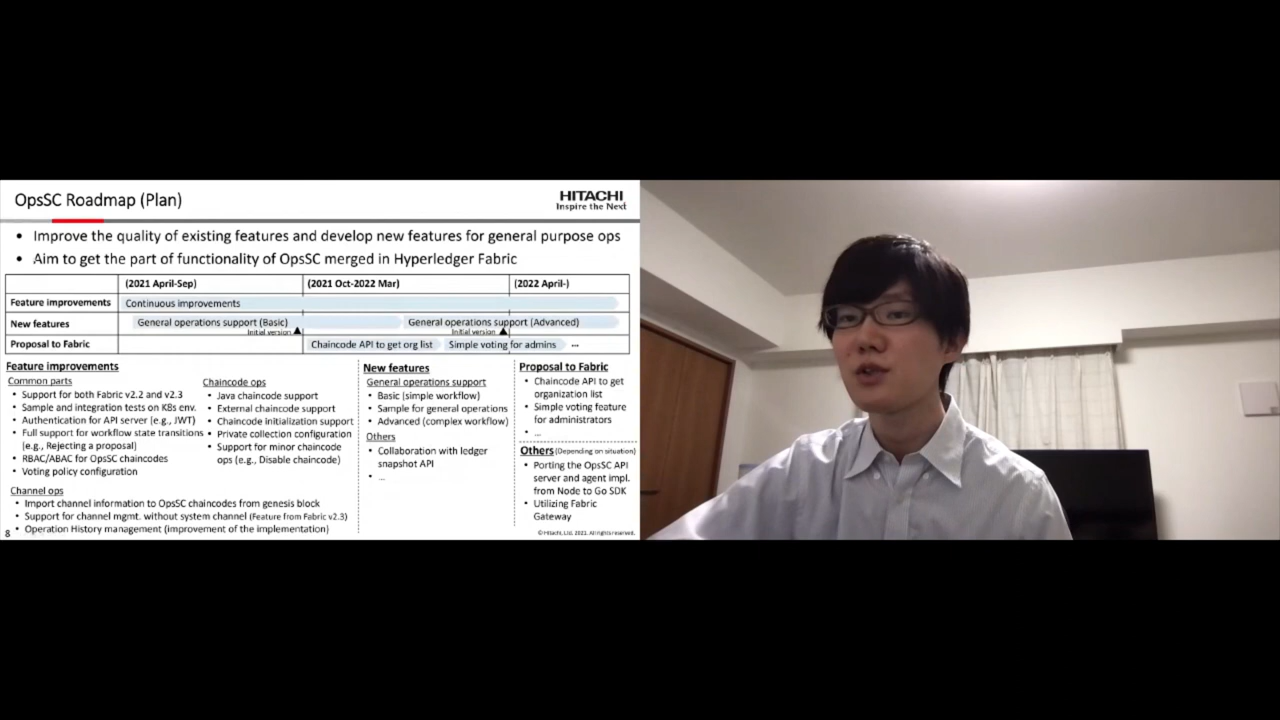 OpsSC Roadmap (Plan)
HITACHI
Inspire the Next
• Improve the quality of existing features and develop new features for general purpose ops
• Aim to get the part of functionality of OpsSC merged in Hyperledger Fabric
(2021 April-Sep) (2021 Oct-2022 Mar) (2022 April-)
Feature improvements Continuous improvements
New features General operations support (Basic) General operations support (Advanced)
Initial version Initial version
Proposal to Fabric Chaincode API to get org list Simple voting for admins ...
Feature improvements
Common parts
• Support for both Fabric v2.2 and v2.3
• Sample and integration tests on K8s env.
• Authentication for API server (e.g., JWT)
• Full support for workflow state transitions
(e.g., Rejecting a proposal)
• RBAC/ABAC for OpsSC chaincodes
• Voting policy configuration
Chaincode ops
• Java chaincode support
• External chaincode support
• Chaincode initialization support
• Private collection configuration
• Support for minor chaincode
ops (e.g., Disable chaincode)
Channel ops
• Import channel information to OpsSC chaincodes from genesis block
• Support for channel mgmt. without system channel (Feature from Fabric v2.3)
• Operation History management (improvement of the implementation)
New features
General operations support
• Basic (simple workflow)
• Sample for general operations
• Advanced (complex workflow)
Others
• Collaboration with ledger
snapshot API
• ...
Proposal to Fabric
• Chaincode API to get
organization list
• Simple voting feature
for administrators
• ...
Others (Depending on situation)
• Porting the OpsSC API
server and agent impl.
from Node to Go SDK
• Utilizing Fabric
Gateway
8
© Hitachi, Ltd. 2021. All rights reserved.